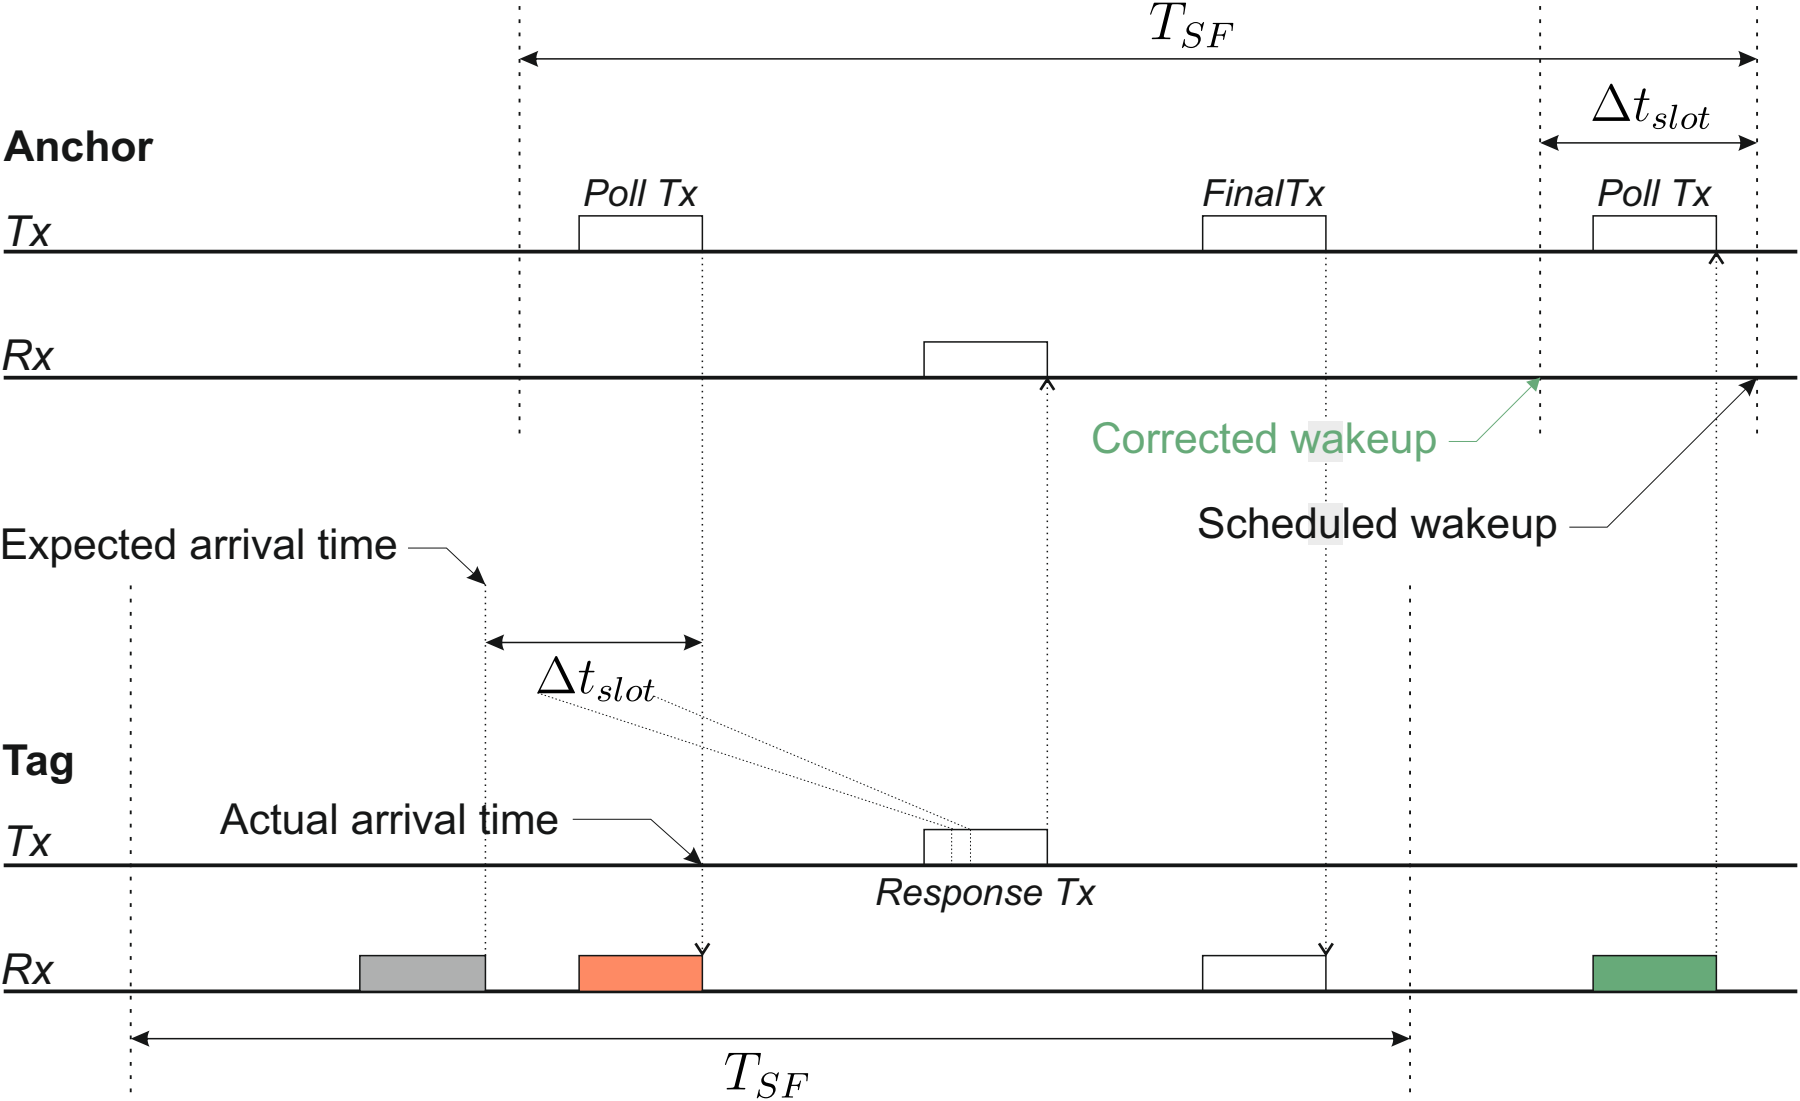 T_SF
Δt_slot
Anchor
Poll Tx
FinalTx
Poll Tx
Tx
Rx
Corrected wakeup
Scheduled wakeup
Expected arrival time
Δt_slot
Tag
Actual arrival time
Tx
Response Tx
Rx
T_SF